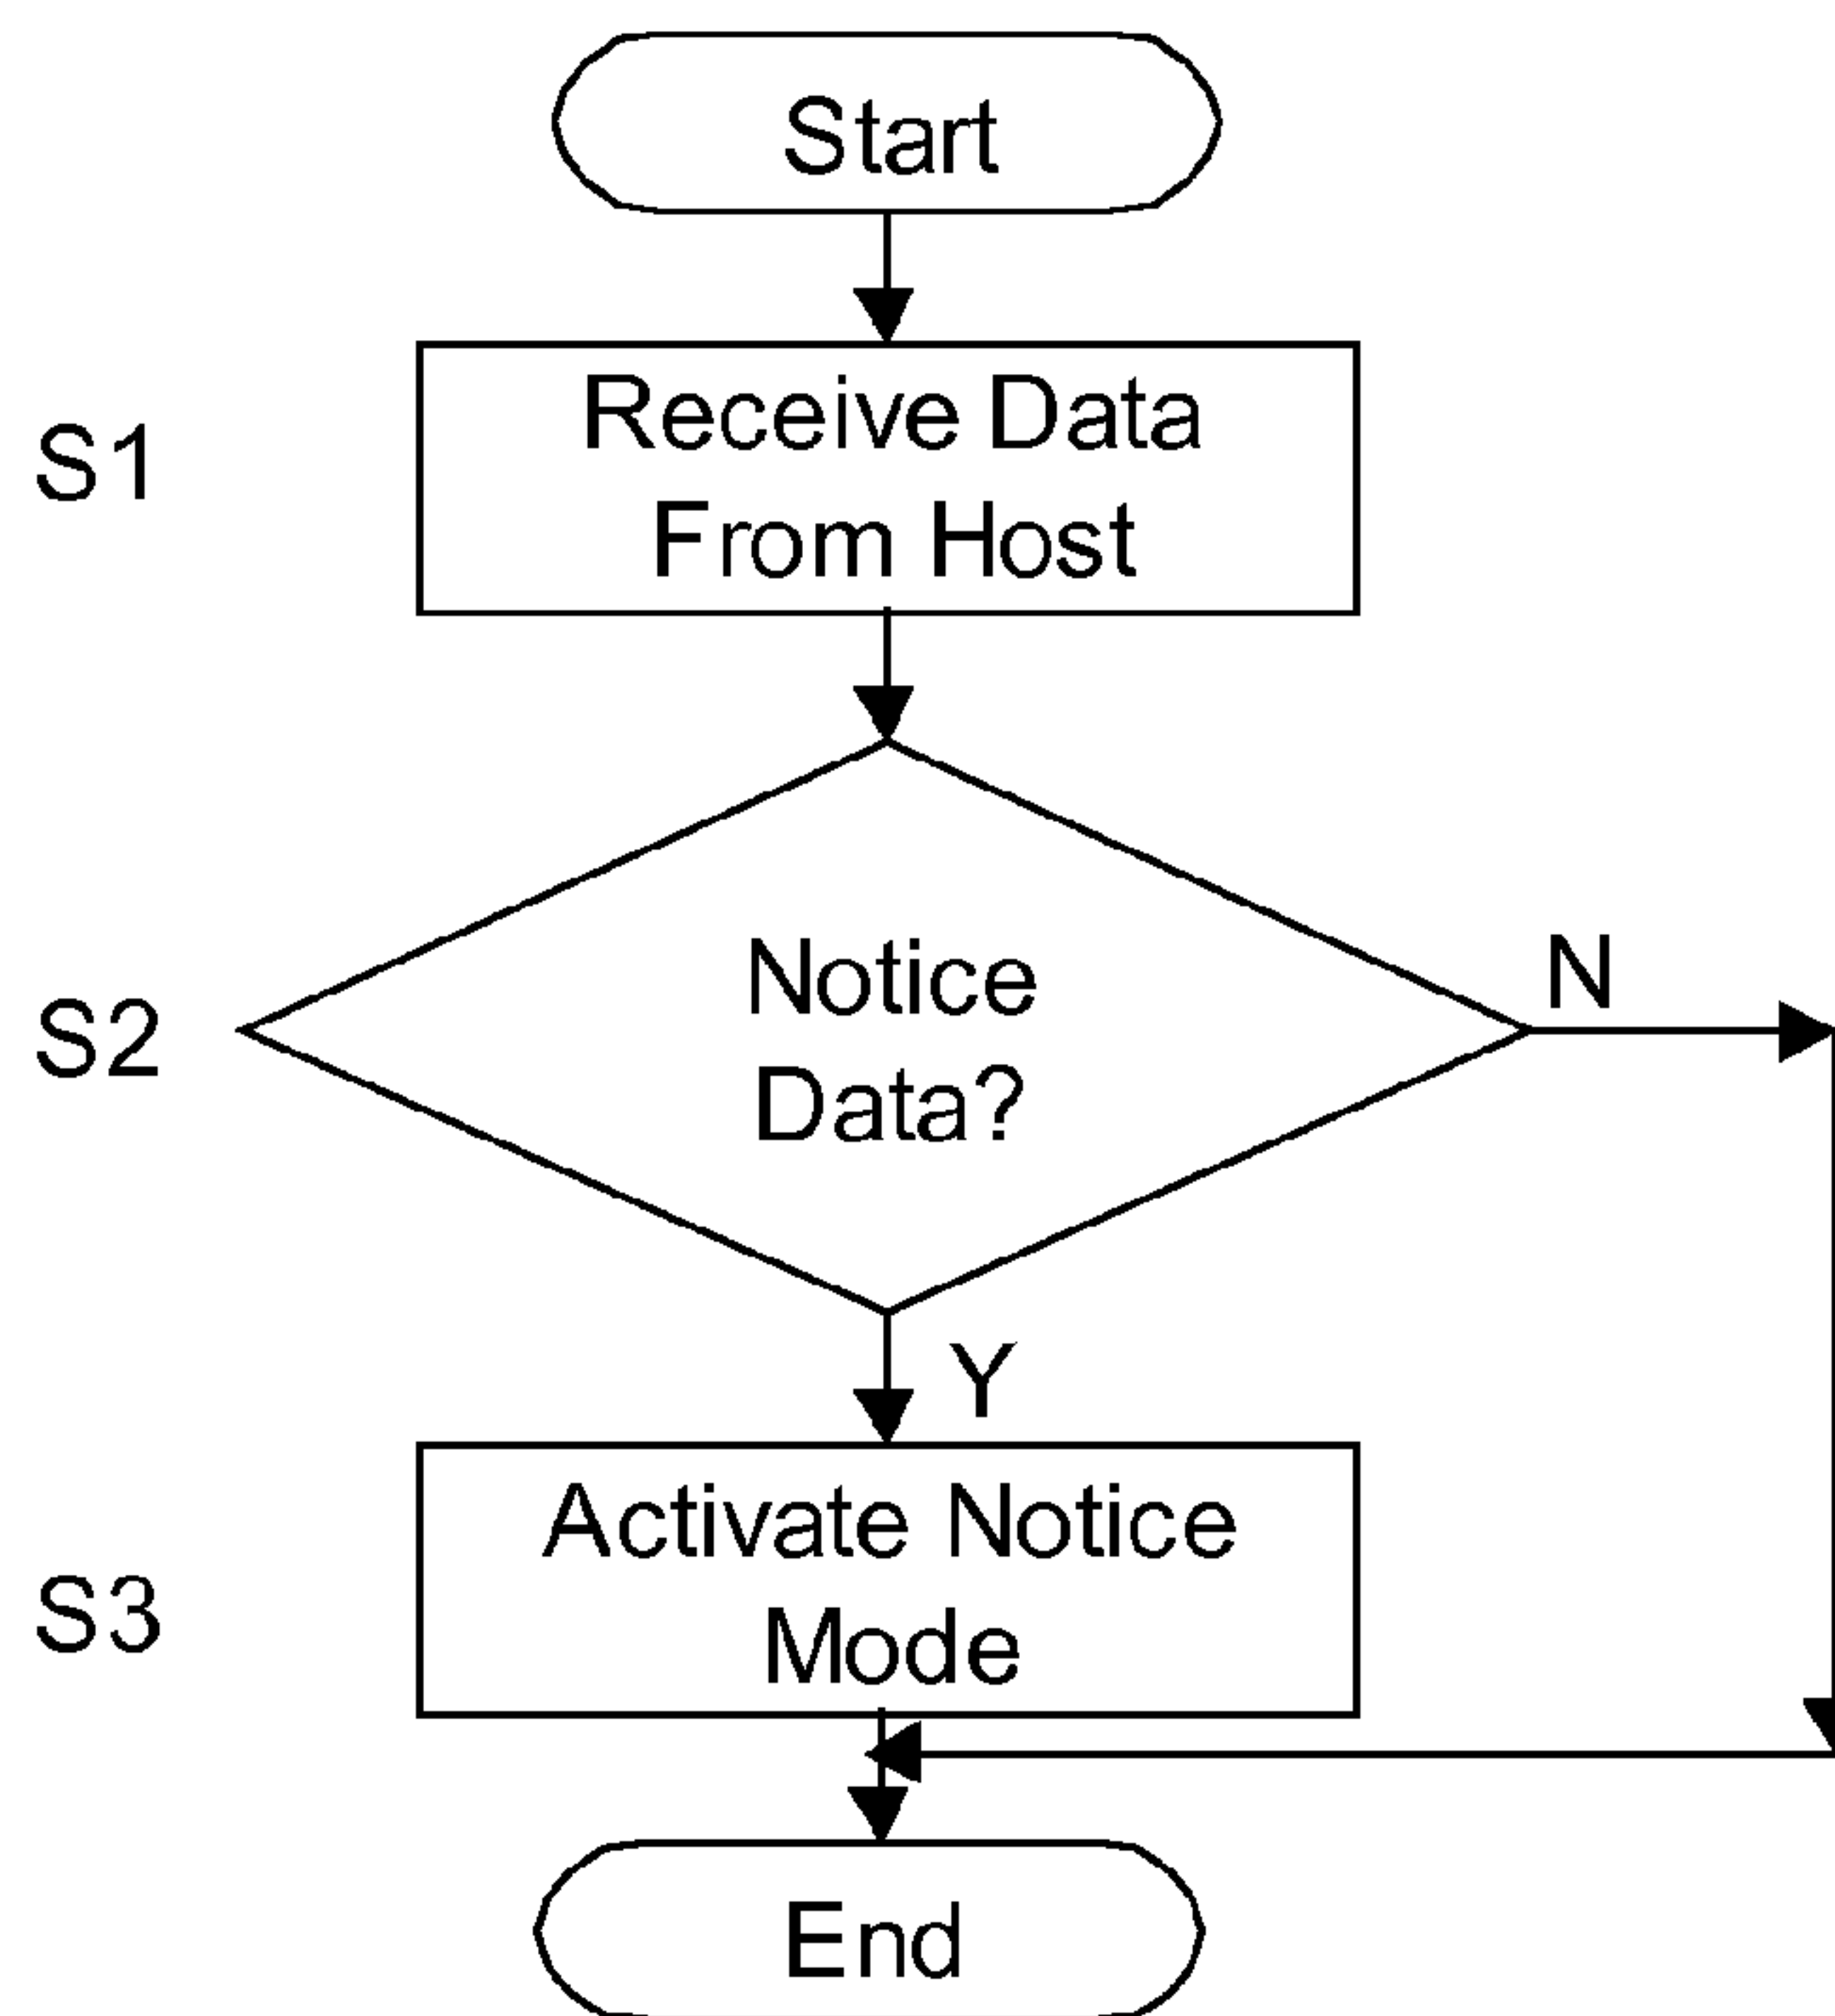 Start
S1
Receive Data
From Host
S2
Notice
Data?
N
Y
S3
Activate Notice
Mode
End